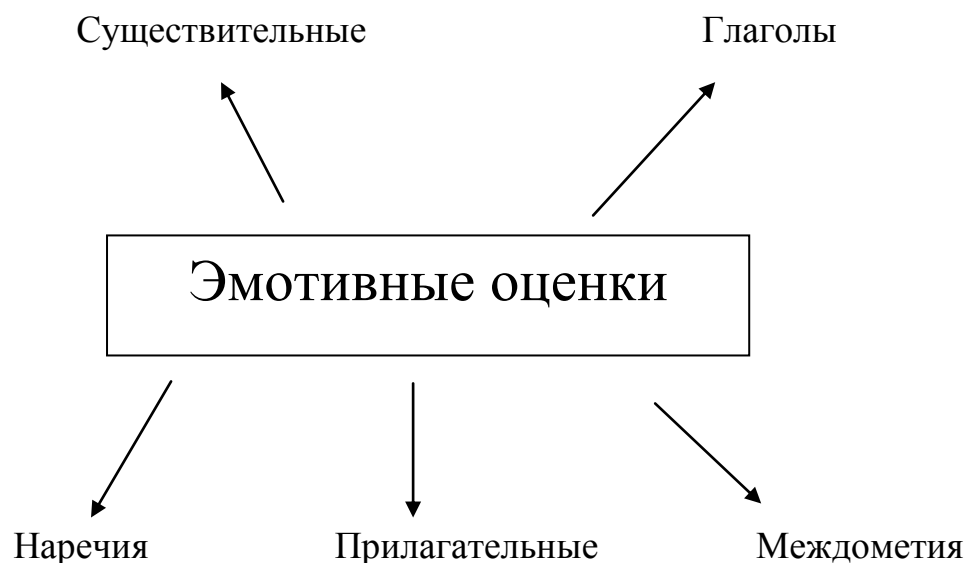 Существительные Глаголы
Эмотивные оценки
Наречия Прилагательные Междометия